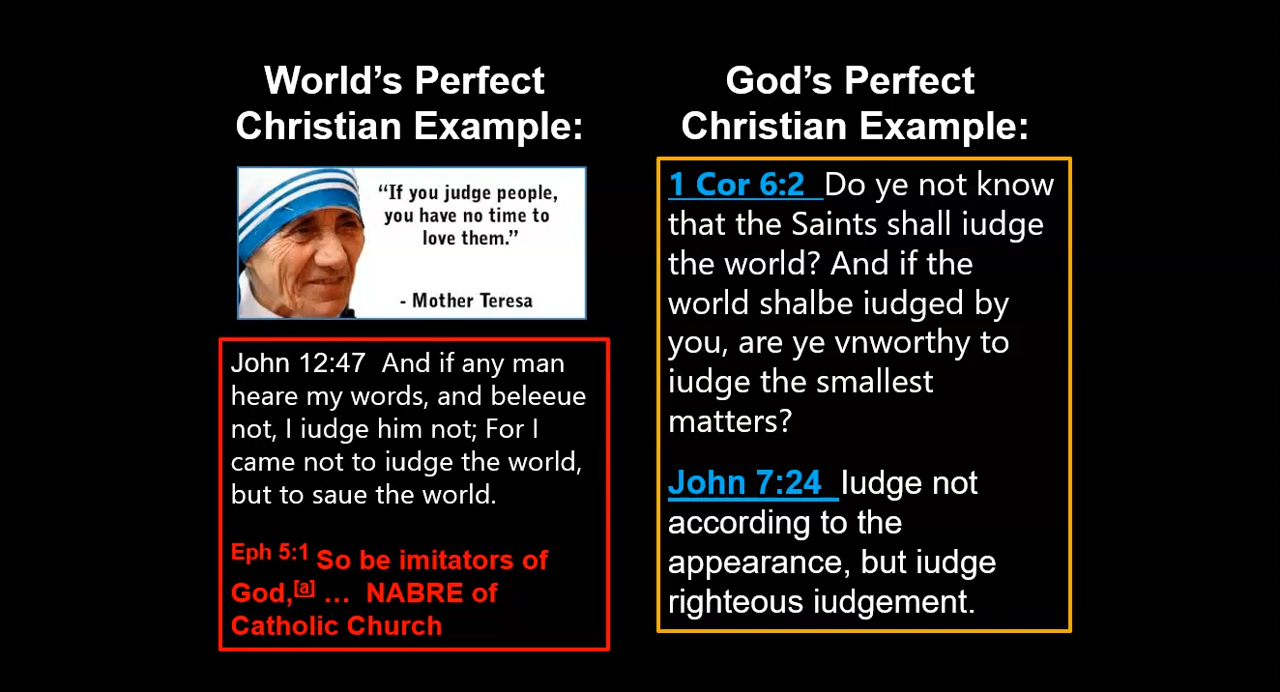 World’s Perfect
Christian Example:
“If you judge people,
you have no time to
love them.”
- Mother Teresa
John 12:47  And if any man
heare my words, and beleeue
not, I iudge him not; For I
came not to iudge the world,
but to saue the world.
Eph 5:1 So be imitators of
God,[a] …  NABRE of
Catholic Church
God’s Perfect
Christian Example:
1 Cor 6:2  Do ye not know
that the Saints shall iudge
the world? And if the
world shalbe iudged by
you, are ye vnworthy to
iudge the smallest
matters?
John 7:24  Iudge not
according to the
appearance, but iudge
righteous iudgement.